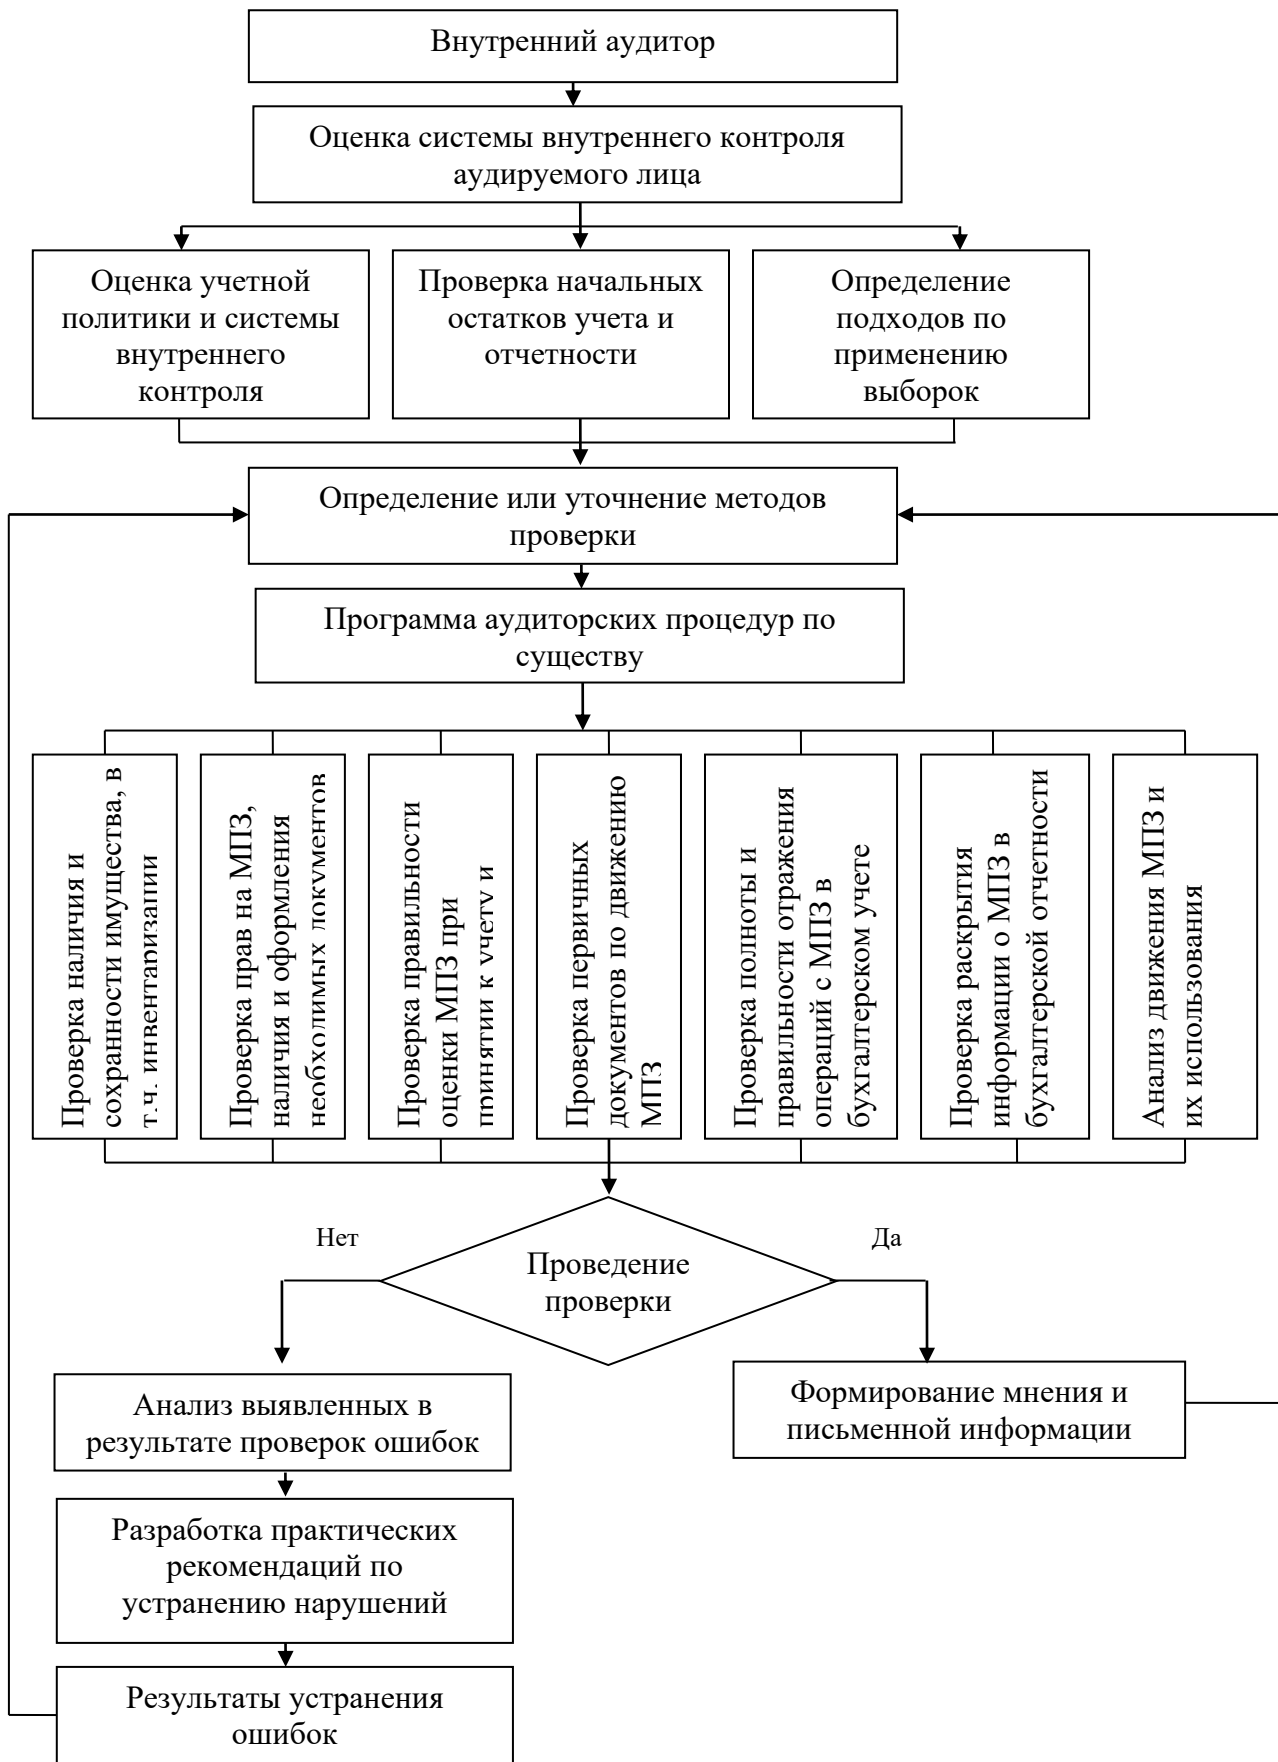 Внутренний аудитор
Оценка системы внутреннего контроля
аудируемого лица
Оценка учетной
политики и системы
внутреннего
контроля
Проверка начальных
остатков учета и
отчетности
Определение
подходов по
применению
выборок
Определение или уточнение методов
проверки
Программа аудиторских процедур по
существу
Проверка наличия и
сохранности имущества, в
т.ч. инвентаризации
Проверка прав на МПЗ,
наличия и оформления
необходимых документов
Проверка правильности
оценки МПЗ при
принятии к учету и
Проверка первичных
документов по движению
МПЗ
Проверка полноты и
правильности отражения
операций с МПЗ в
бухгалтерском учете
Проверка раскрытия
информации о МПЗ в
бухгалтерской отчетности
Анализ движения МПЗ и
их использования
Нет
Да
Проведение
проверки
Анализ выявленных в
результате проверок ошибок
Формирование мнения и
письменной информации
Разработка практических
рекомендаций по
устранению нарушений
Результаты устранения
ошибок